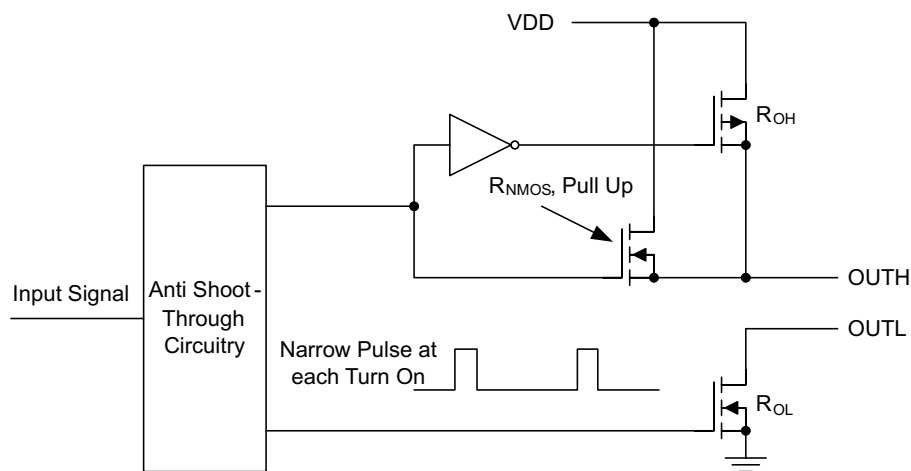 VDD
ROH
RNMOS, Pull Up
Input Signal
Anti Shoot-
Through
Circuitry
OUTH
OUTL
Narrow Pulse at
each Turn On
ROL